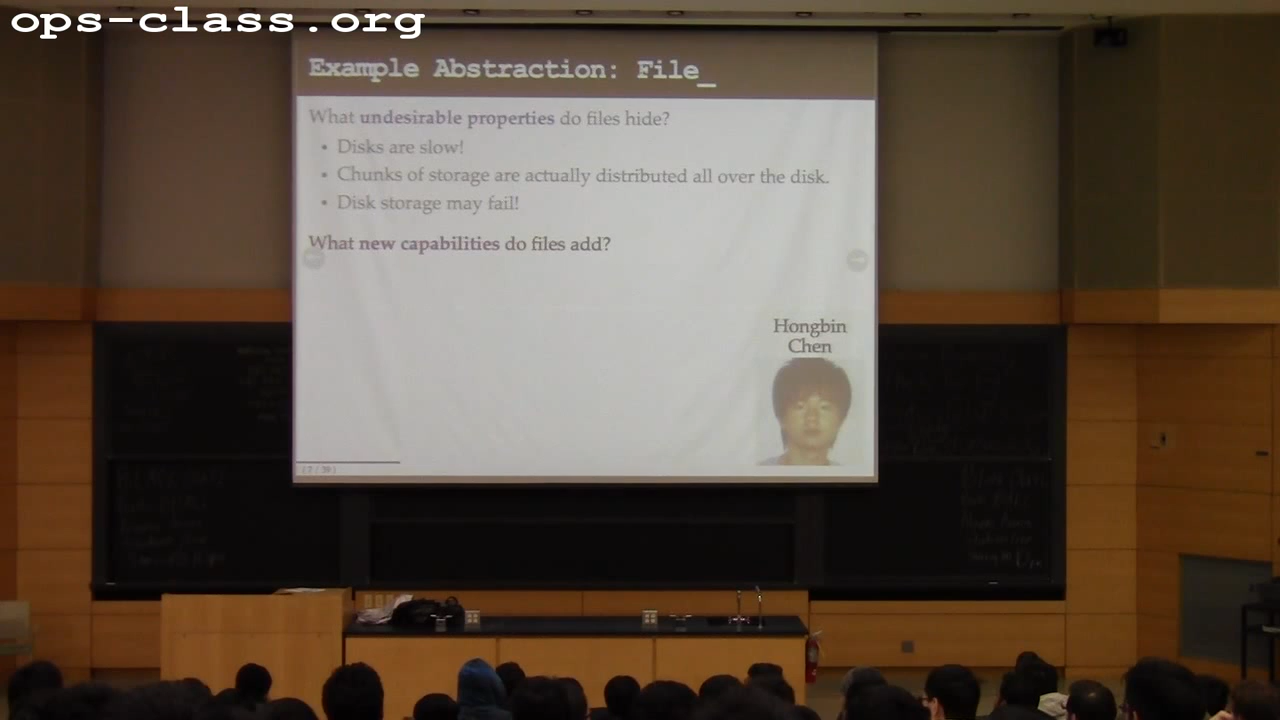 ops-class.org
Example Abstraction: File_
What undesirable properties do files hide?
• Disks are slow!
• Chunks of storage are actually distributed all over the disk.
• Disk storage may fail!
What new capabilities do files add?
Hongbin
Chen